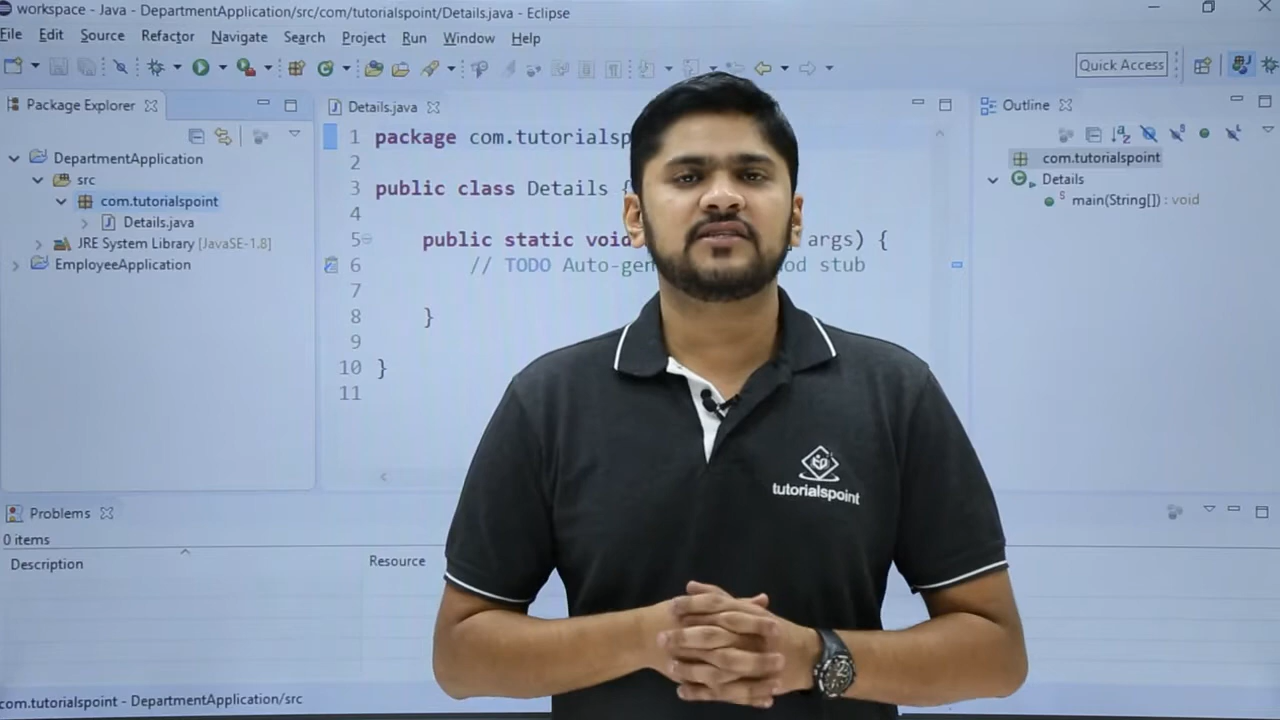 workspace - Java - DepartmentApplication/src/com/tutorialspoint/Details.java - Eclipse
File Edit Source Refactor Navigate Search Project Run Window Help
Quick Access
Package Explorer
DepartmentApplication
src
com.tutorialspoint
Details.java
JRE System Library [JavaSE-1.8]
EmployeeApplication
Details.java
1 package com.tutorialsp
2
3 public class Details {
4
5 public static void args) {
6 // TODO Auto-gen od stub
7
8 }
9
10 }
11
Outline
com.tutorialspoint
Details
main(String[]) : void
tutorialspoint
Problems
0 items
Description Resource
com.tutorialspoint - DepartmentApplication/src